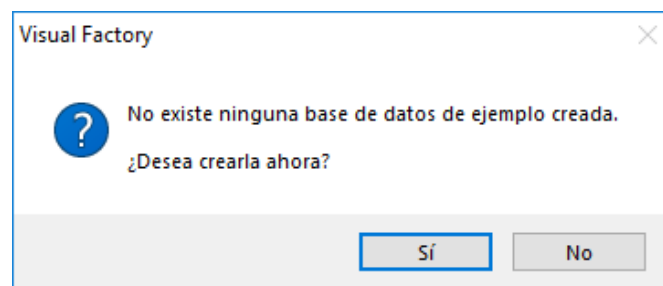 Visual Factory
No existe ninguna base de datos de ejemplo creada.
¿Desea crearla ahora?
Sí
No